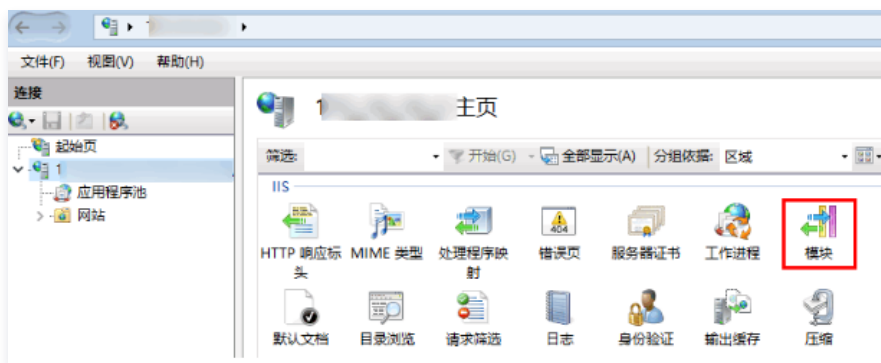 文件(F) 视图(V) 帮助(H)
连接
起始页
1
应用程序池
网站
1 主页
筛选: 开始(G) 全部显示(A) 分组依据: 区域
IIS
404
HTTP 响应标头 MIME 类型 处理程序映射 错误页 服务器证书 工作进程 模块
默认文档 目录浏览 请求筛选 日志 身份验证 输出缓存 压缩